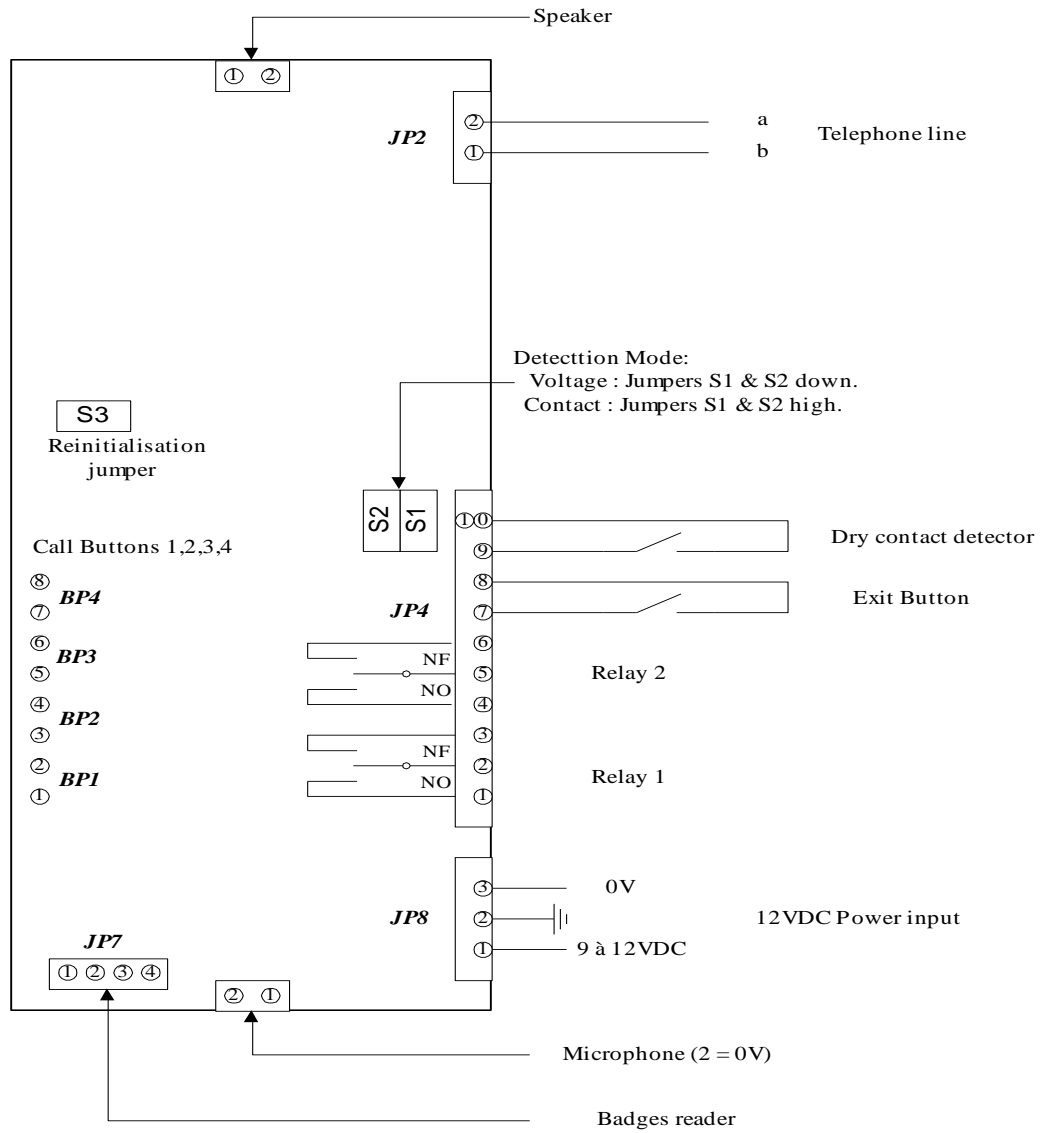 Speaker
① ②
JP2
② a
Telephone line
① b
Detecttion Mode:
Voltage : Jumpers S1 & S2 down.
Contact : Jumpers S1 & S2 high.
S3
Reinitialisation
jumper
S2 S1
Call Buttons 1,2,3,4
⑧ BP4
⑦
⑥ BP3
⑤
④ BP2
③
② BP1
①
JP4
①⓪
⑨
Dry contact detector
⑧
⑦
Exit Button
⑥
NF
⑤
Relay 2
NO
④
③
NF
②
Relay 1
NO
①
JP8
③ 0V
② 12VDC Power input
① 9 à 12VDC
JP7
① ② ③ ④
② ①
Microphone (2 = 0V)
Badges reader